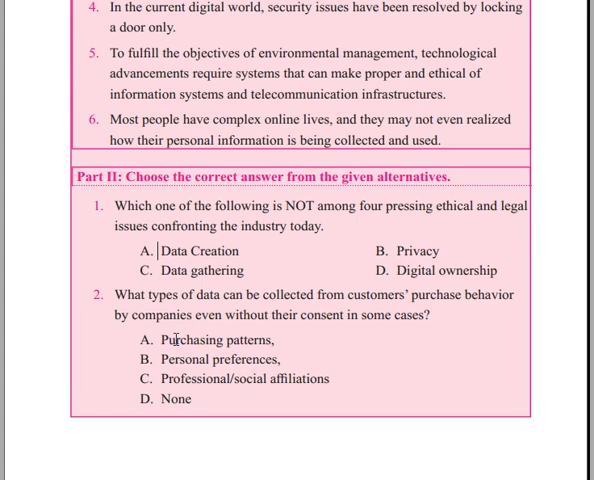 4. In the current digital world, security issues have been resolved by locking
a door only.
5. To fulfill the objectives of environmental management, technological
advancements require systems that can make proper and ethical of
information systems and telecommunication infrastructures.
6. Most people have complex online lives, and they may not even realized
how their personal information is being collected and used.
Part II: Choose the correct answer from the given alternatives.
1. Which one of the following is NOT among four pressing ethical and legal
issues confronting the industry today.
A. Data Creation B. Privacy
C. Data gathering D. Digital ownership
2. What types of data can be collected from customers’ purchase behavior
by companies even without their consent in some cases?
A. Purchasing patterns,
B. Personal preferences,
C. Professional/social affiliations
D. None